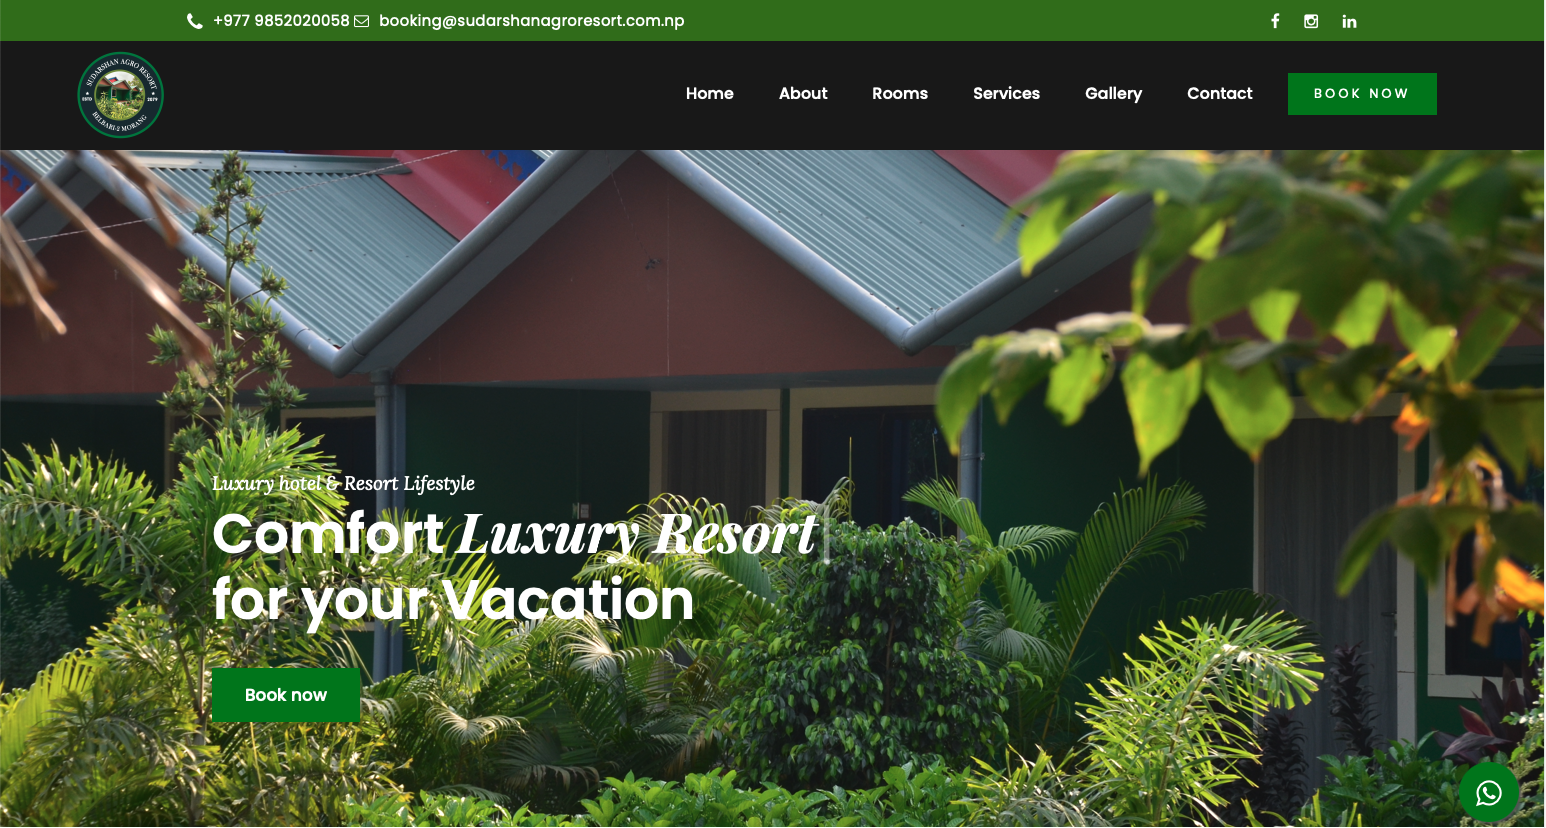 +977 9852020058 booking@sudarshanagroresort.com.np
SUDARSHAN AGRO RESORT
ESTD 2079
BELBARI-2 MORANG
Home About Rooms Services Gallery Contact BOOK NOW
Luxury hotel & Resort Lifestyle
Comfort Luxury Resort
for your Vacation
Book now